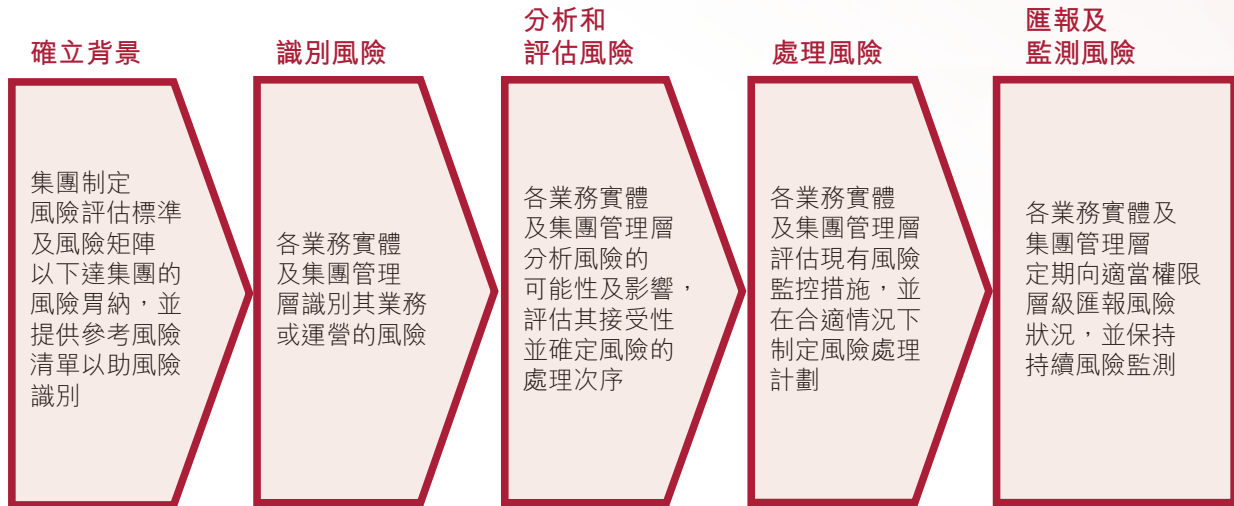 確立背景
集團制定
風險評估標準
及風險矩陣
以下達集團的
風險胃納，並
提供參考風險
清單以助風險
識別
識別風險
各業務實體
及集團管理
層識別其業務
或運營的風險
分析和
評估風險
各業務實體
及集團管理層
分析風險的
可能性及影響，
評估其接受性
並確定風險的
處理次序
處理風險
各業務實體
及集團管理層
評估現有風險
監控措施，並
在合適情況下
制定風險處理
計劃
匯報及
監測風險
各業務實體及
集團管理層
定期向適當權限
層級匯報風險
狀況，並保持
持續風險監測